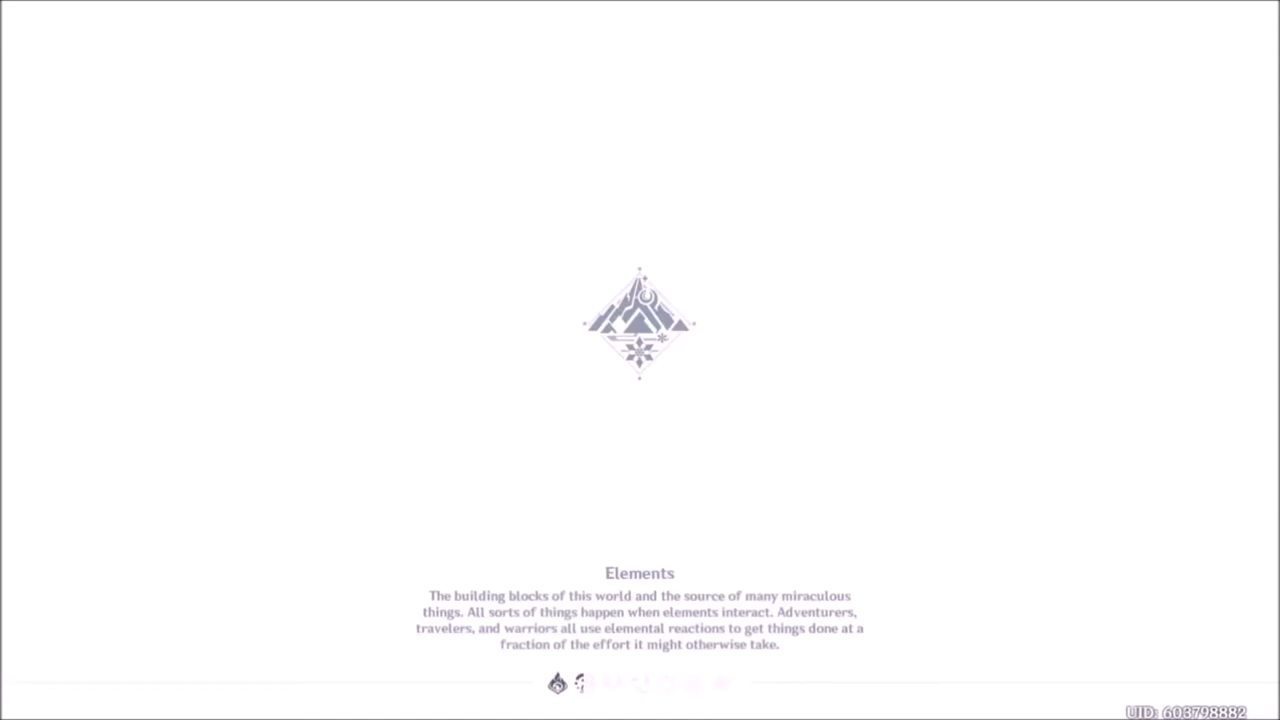 Elements
The building blocks of this world and the source of many miraculous
things. All sorts of things happen when elements interact. Adventurers,
travelers, and warriors all use elemental reactions to get things done at a
fraction of the effort it might otherwise take.
UID: 603798882